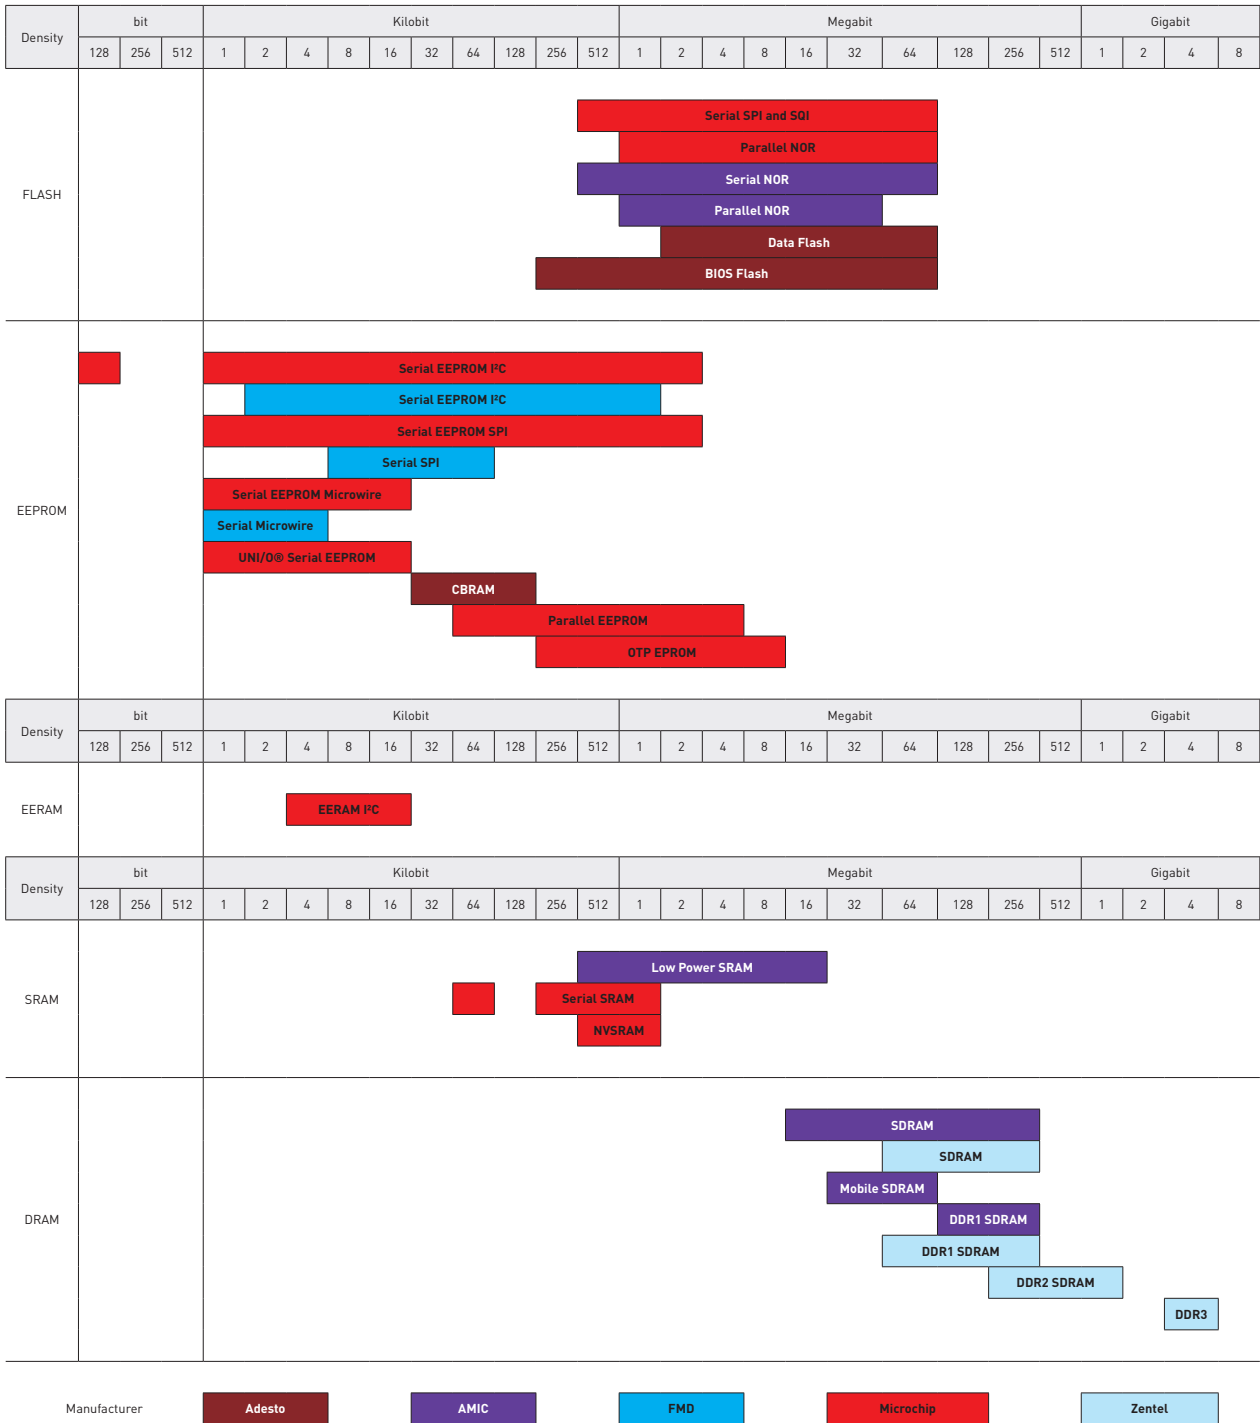 Density bit Kilobit Megabit Gigabit
128 256 512 1 2 4 8 16 32 64 128 256 512 1 2 4 8 16 32 64 128 256 512 1 2 4 8
FLASH
Serial SPI and SQI
Parallel NOR
Serial NOR
Parallel NOR
Data Flash
BIOS Flash
EEPROM
Serial EEPROM I²C
Serial EEPROM I²C
Serial EEPROM SPI
Serial SPI
Serial EEPROM Microwire
Serial Microwire
UNI/O® Serial EEPROM
CBRAM
Parallel EEPROM
OTP EPROM
Density bit Kilobit Megabit Gigabit
128 256 512 1 2 4 8 16 32 64 128 256 512 1 2 4 8 16 32 64 128 256 512 1 2 4 8
EERAM EERAM I²C
Density bit Kilobit Megabit Gigabit
128 256 512 1 2 4 8 16 32 64 128 256 512 1 2 4 8 16 32 64 128 256 512 1 2 4 8
SRAM
Low Power SRAM
Serial SRAM
NVSRAM
DRAM
SDRAM
SDRAM
Mobile SDRAM
DDR1 SDRAM
DDR1 SDRAM
DDR2 SDRAM
DDR3
Manufacturer Adesto AMIC FMD Microchip Zentel